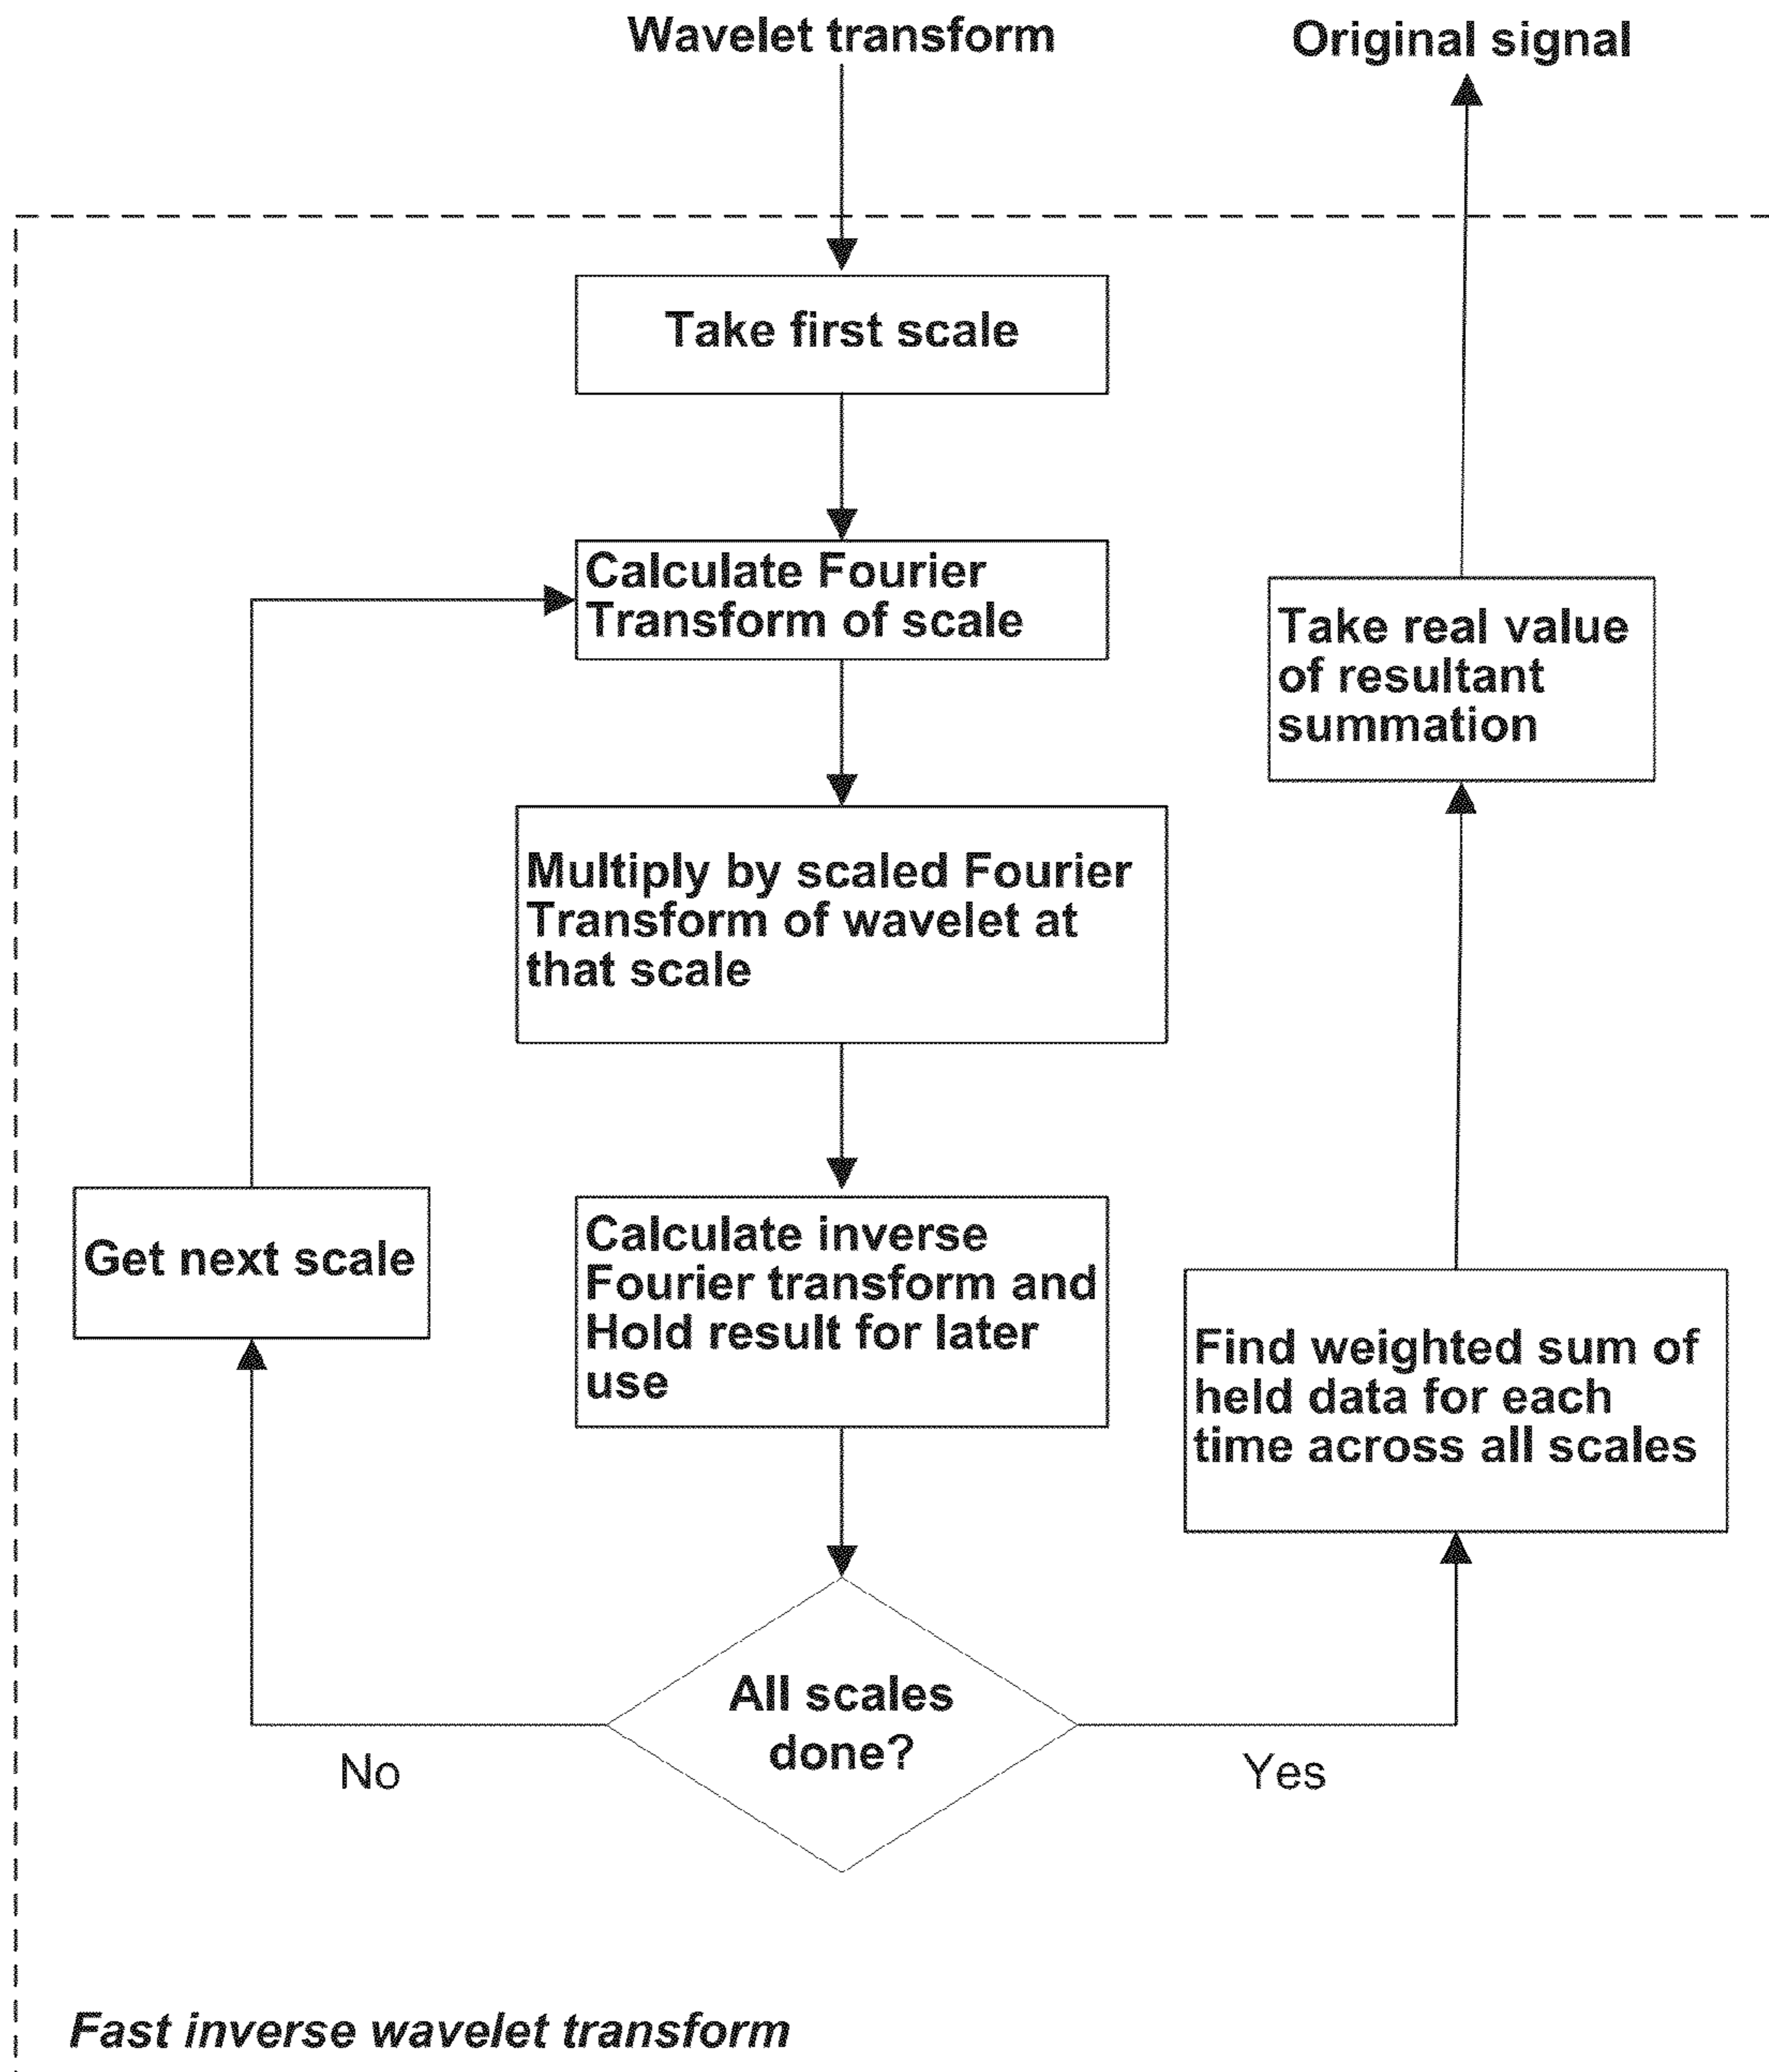 Wavelet transform
Original signal
Take first scale
Calculate Fourier
Transform of scale
Take real value
of resultant
summation
Multiply by scaled Fourier
Transform of wavelet at
that scale
Get next scale
Calculate inverse
Fourier transform and
Hold result for later
use
Find weighted sum of
held data for each
time across all scales
All scales
done?
No
Yes
Fast inverse wavelet transform